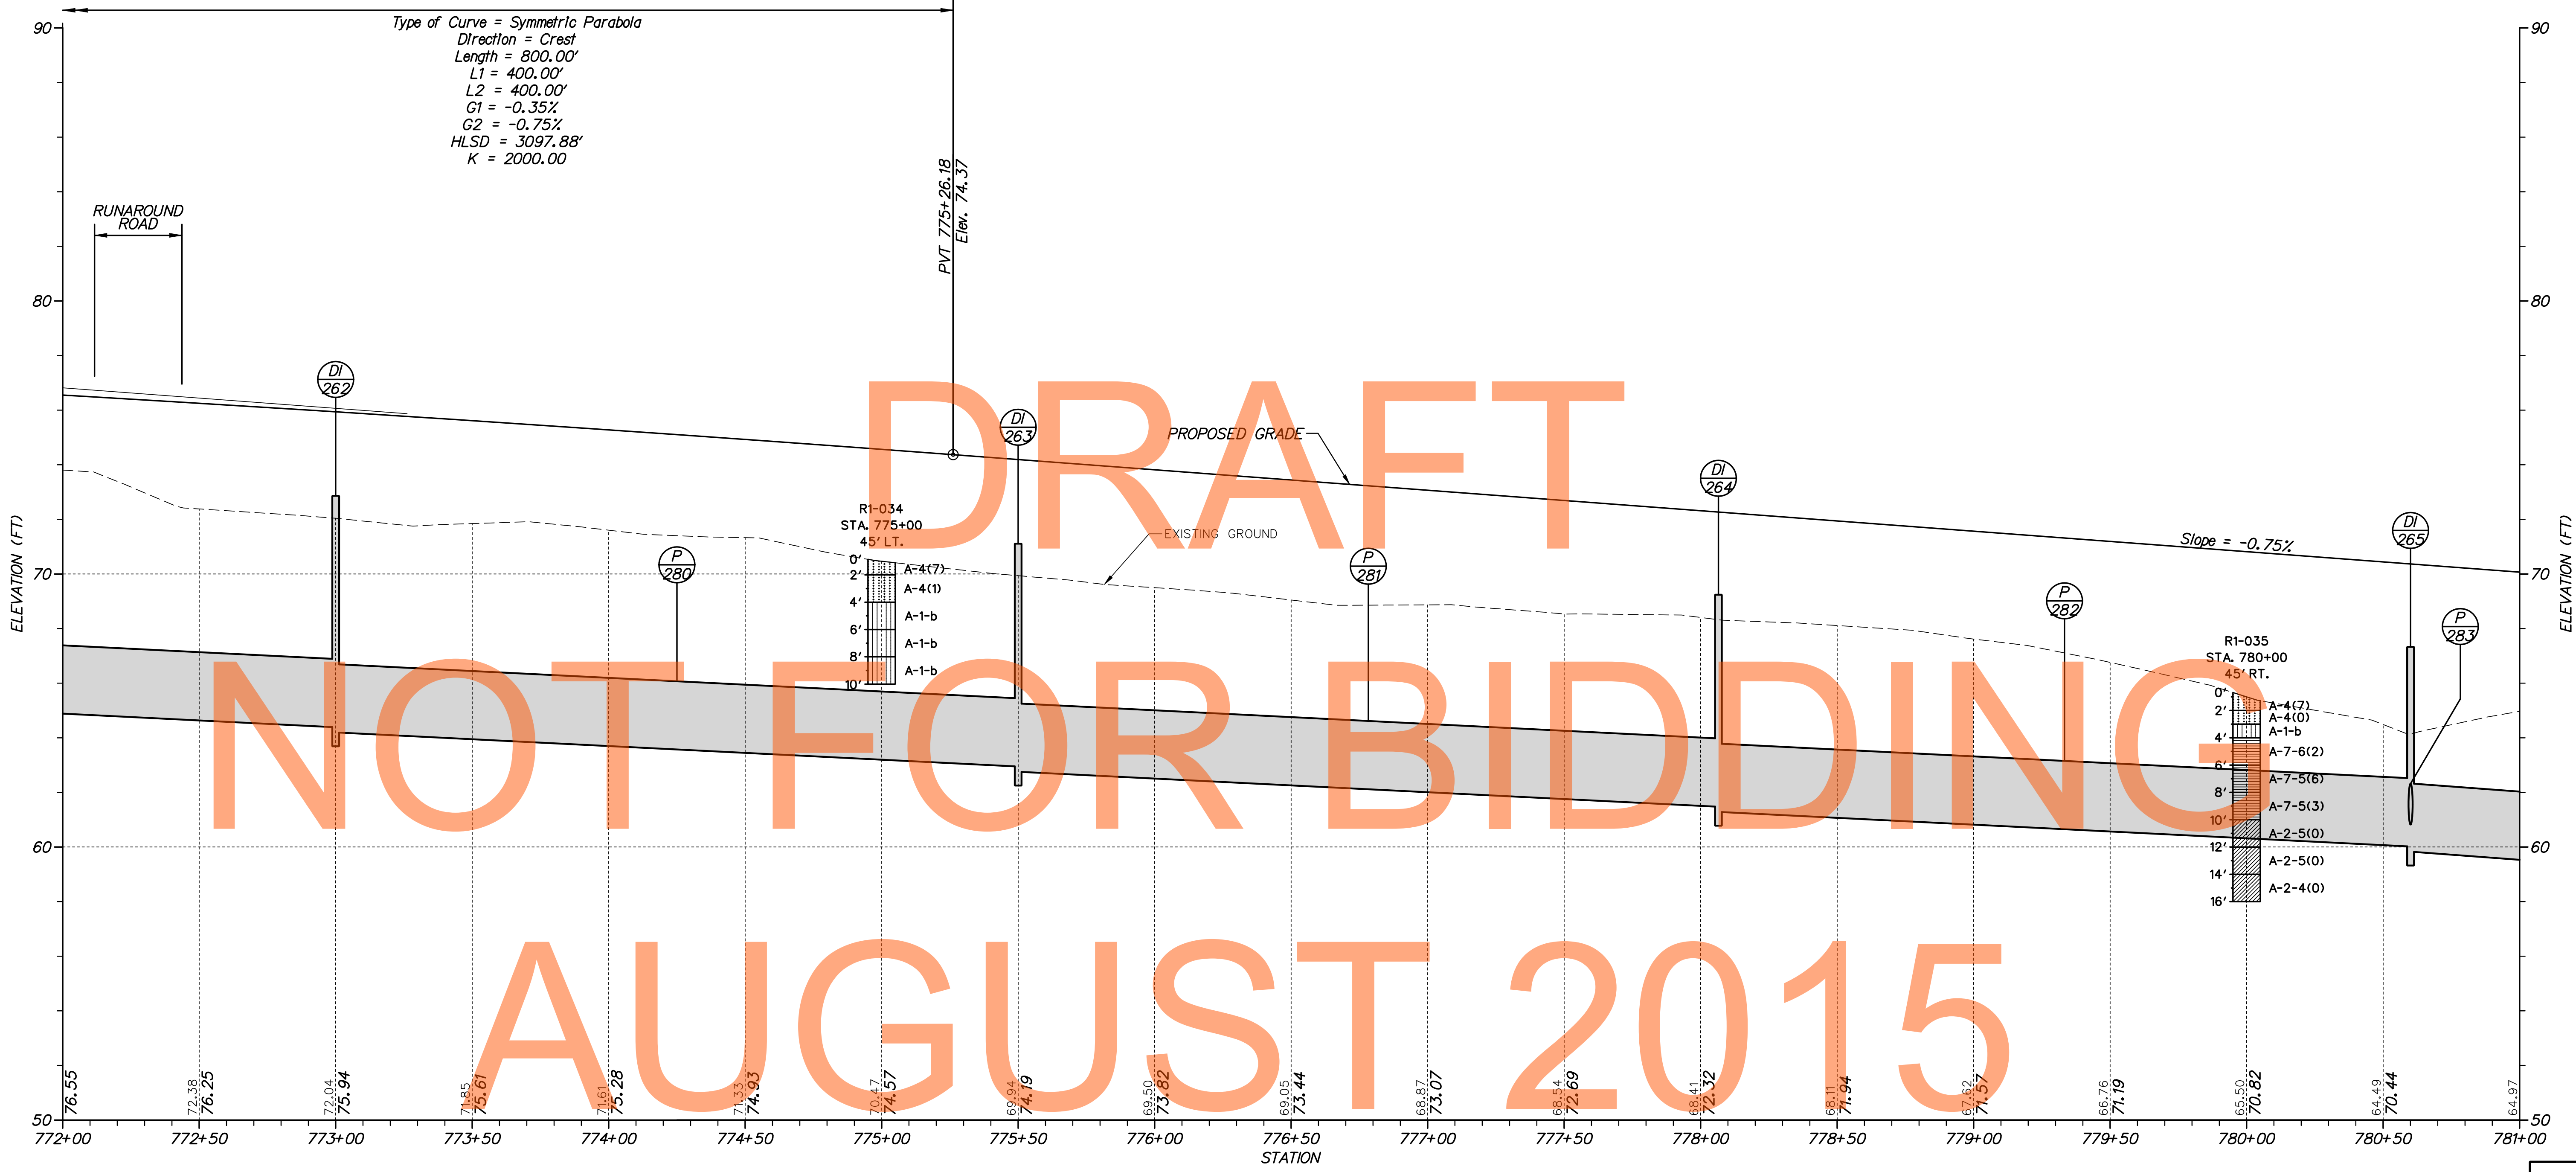 Type of Curve = Symmetric Parabola
Direction = Crest
Length = 800.00'
L1 = 400.00'
L2 = 400.00'
G1 = -0.35%
G2 = -0.75%
HLSD = 3097.88'
K = 2000.00
PVT 775+26.18
Elev. 74.37
RUNAROUND
ROAD
90
80
70
60
50
ELEVATION (FT)
90
80
70
60
50
ELEVATION (FT)
DI
262
DI
263
DI
264
DI
265
P
280
P
281
P
282
P
283
PROPOSED GRADE
EXISTING GROUND
Slope = -0.75%
R1-034
STA. 775+00
45' LT.
0'
2'
4'
6'
8'
10'
A-4(7)
A-4(1)
A-1-b
A-1-b
A-1-b
R1-035
STA. 780+00
45' RT.
0'
2'
4'
6'
8'
10'
12'
14'
16'
A-4(7)
A-4(0)
A-1-b
A-7-6(2)
A-7-5(6)
A-7-5(3)
A-2-5(0)
A-2-5(0)
A-2-4(0)
DRAFT
NOT FOR BIDDING
AUGUST 2015
76.55
72.38
76.25
72.04
75.94
71.85
75.61
71.61
75.28
71.33
74.93
70.47
74.57
69.94
74.19
69.50
73.82
69.05
73.44
68.87
73.07
68.54
72.69
68.41
72.32
68.11
71.94
67.62
71.57
66.76
71.19
65.50
70.82
64.49
70.44
64.97
772+00 772+50 773+00 773+50 774+00 774+50 775+00 775+50 776+00 776+50 777+00 777+50 778+00 778+50 779+00 779+50 780+00 780+50 781+00
STATION